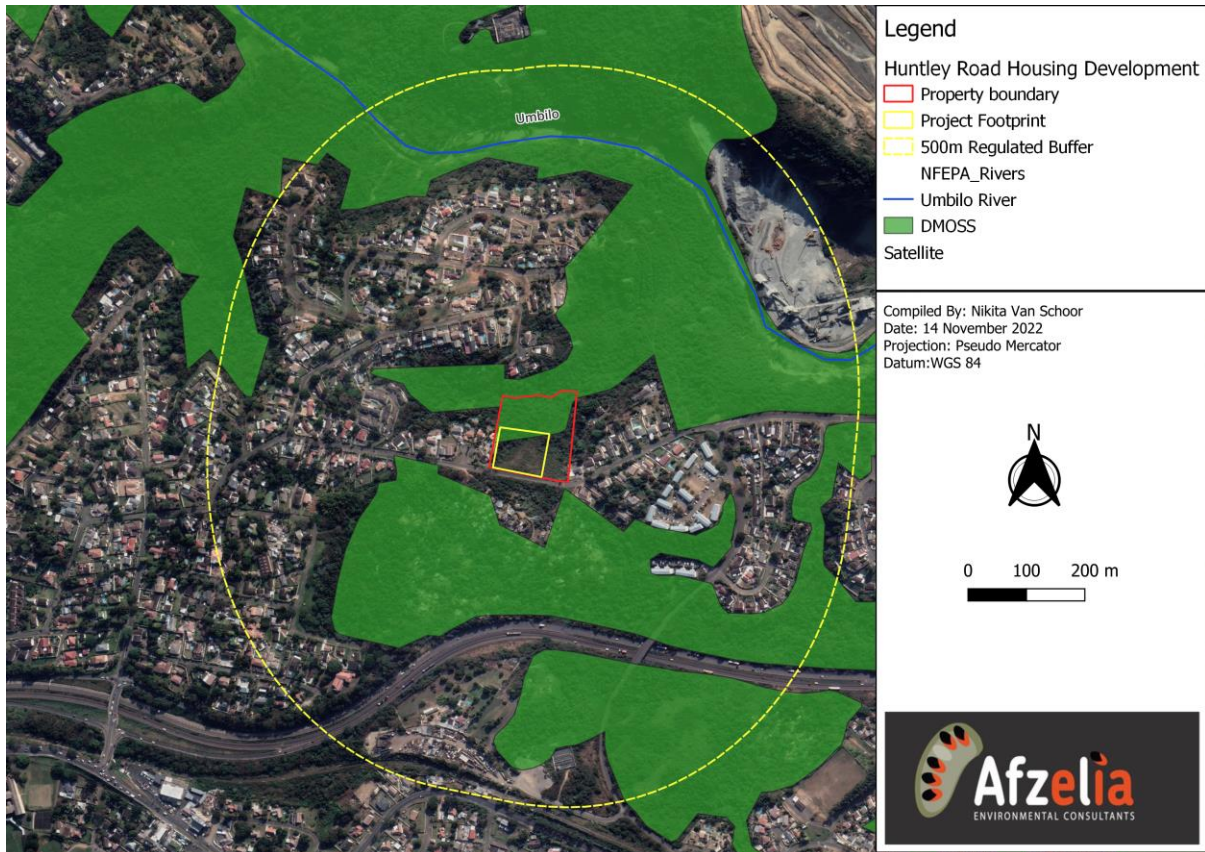 Umbilo
Legend
Huntley Road Housing Development
Property boundary
Project Footprint
500m Regulated Buffer
NFEPA_Rivers
Umbilo River
DMOSS
Satellite
Compiled By: Nikita Van Schoor
Date: 14 November 2022
Projection: Pseudo Mercator
Datum:WGS 84
N
0 100 200 m
Afzelia
ENVIRONMENTAL CONSULTANTS